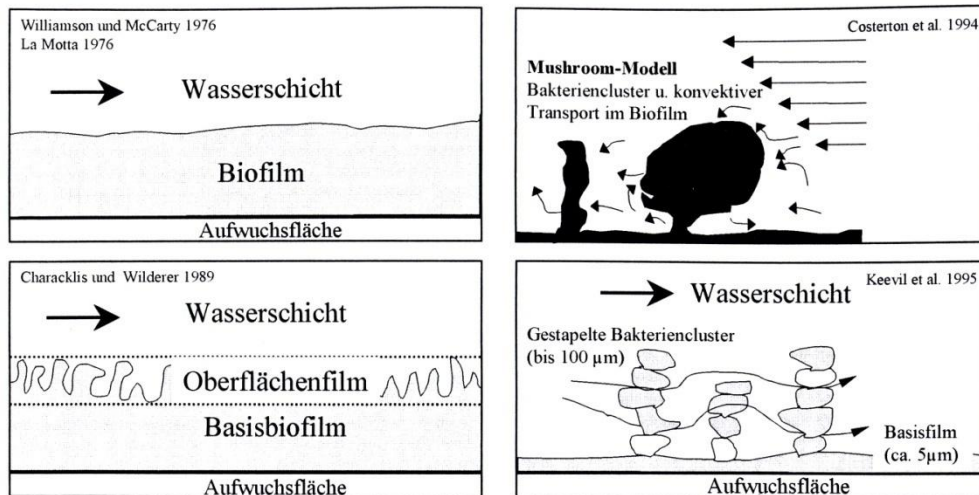 Williamson und McCarty 1976
La Motta 1976
Wasserschicht
Biofilm
Aufwuchsfläche
Costerton et al. 1994
Mushroom-Modell
Bakteriencluster u. konvektiver
Transport im Biofilm
Characklis und Wilderer 1989
Wasserschicht
Oberflächenfilm
Basisbiofilm
Aufwuchsfläche
Keevil et al. 1995
Wasserschicht
Gestapelte Bakteriencluster
(bis 100 µm)
Basisfilm
(ca. 5µm)
Aufwuchsfläche